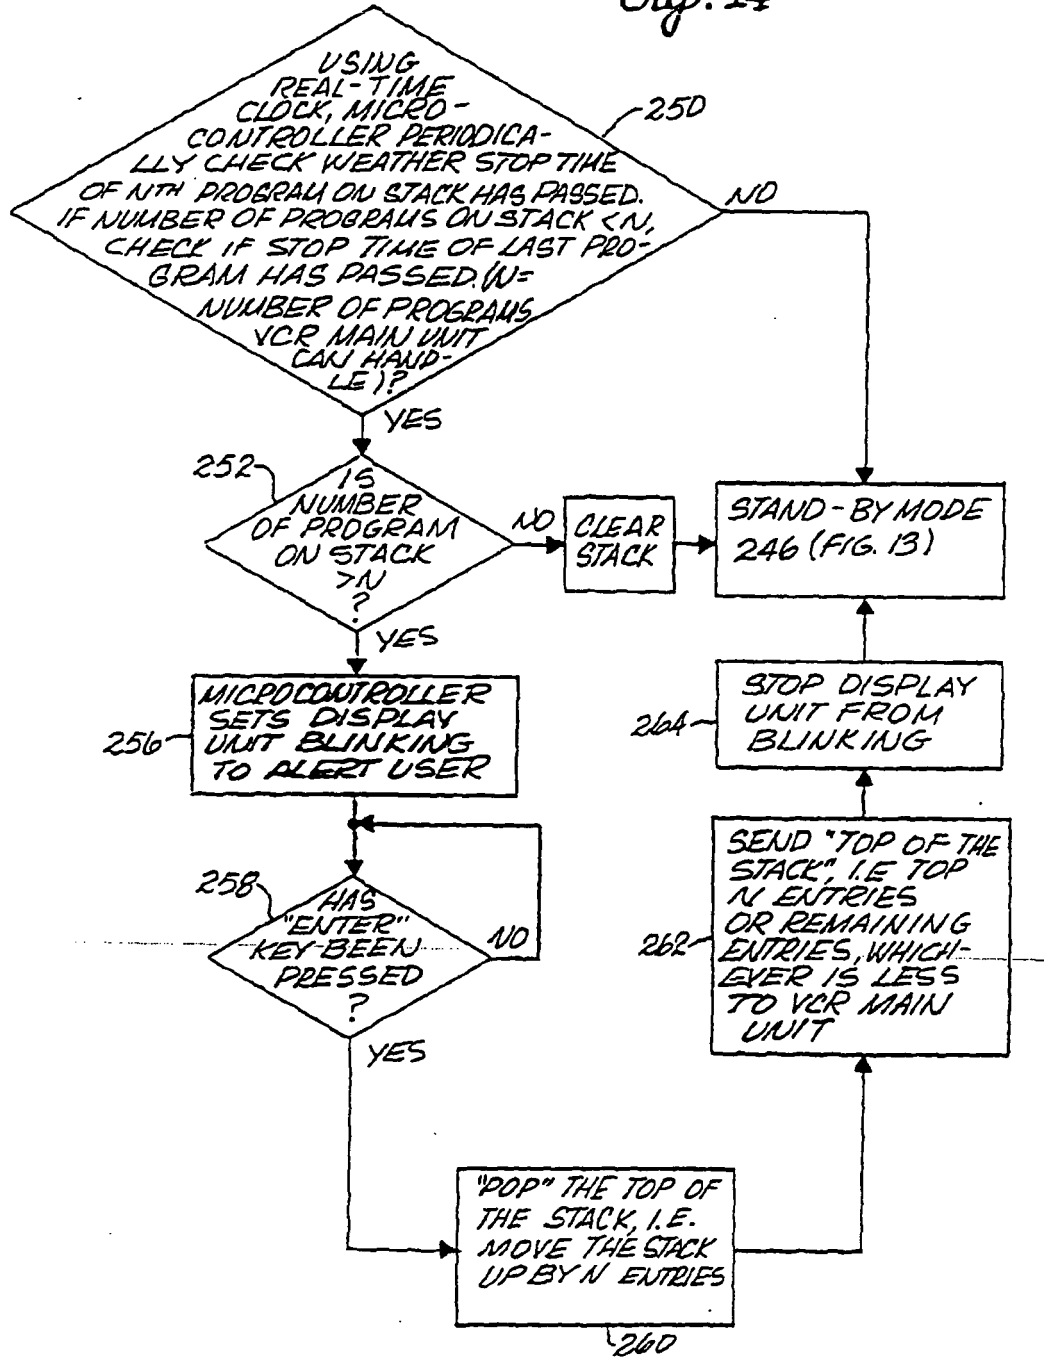 Fig. 14
USING
REAL-TIME
CLOCK, MICRO-
CONTROLLER PERIODICA-
LLY CHECK WEATHER STOP TIME
OF NTH PROGRAM ON STACK HAS PASSED.
IF NUMBER OF PROGRAMS ON STACK <N,
CHECK IF STOP TIME OF LAST PRO-
GRAM HAS PASSED. (N=
NUMBER OF PROGRAMS
VCR MAIN UNIT
CAN HAND-
LE)?
250
NO
YES
252
IS
NUMBER
OF PROGRAM
ON STACK
>N
?
NO
CLEAR
STACK
STAND-BY MODE
246 (FIG. 13)
YES
MICROCONTROLLER
SETS DISPLAY
UNIT BLINKING
TO ALERT USER
256
STOP DISPLAY
UNIT FROM
BLINKING
264
258
HAS
"ENTER"
KEY BEEN
PRESSED
?
NO
YES
SEND "TOP OF THE
STACK", I.E TOP
N ENTRIES
OR REMAINING
ENTRIES, WHICH-
EVER IS LESS
TO VCR MAIN
UNIT
262
"POP" THE TOP OF
THE STACK, I.E.
MOVE THE STACK
UP BY N ENTRIES
260